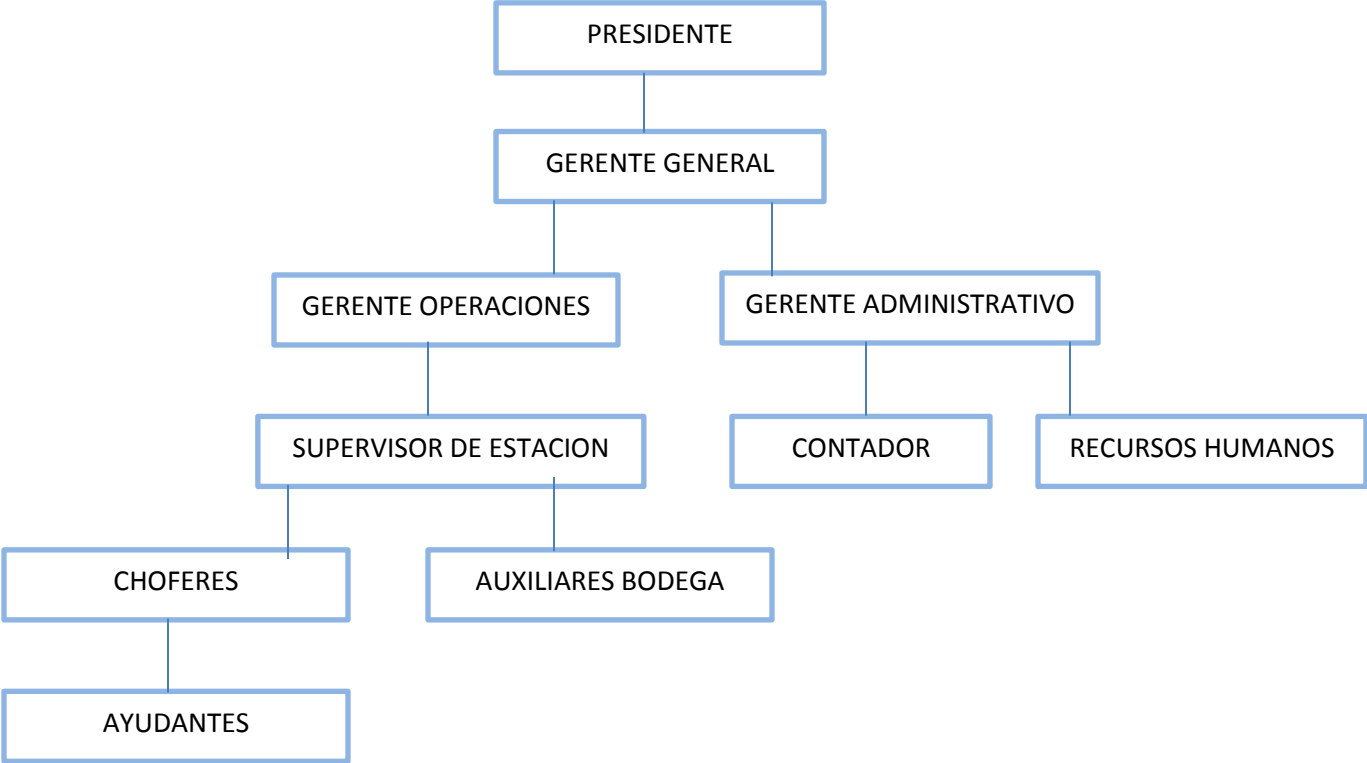 PRESIDENTE
GERENTE GENERAL
GERENTE OPERACIONES
GERENTE ADMINISTRATIVO
SUPERVISOR DE ESTACION
CONTADOR
RECURSOS HUMANOS
CHOFERES
AUXILIARES BODEGA
AYUDANTES